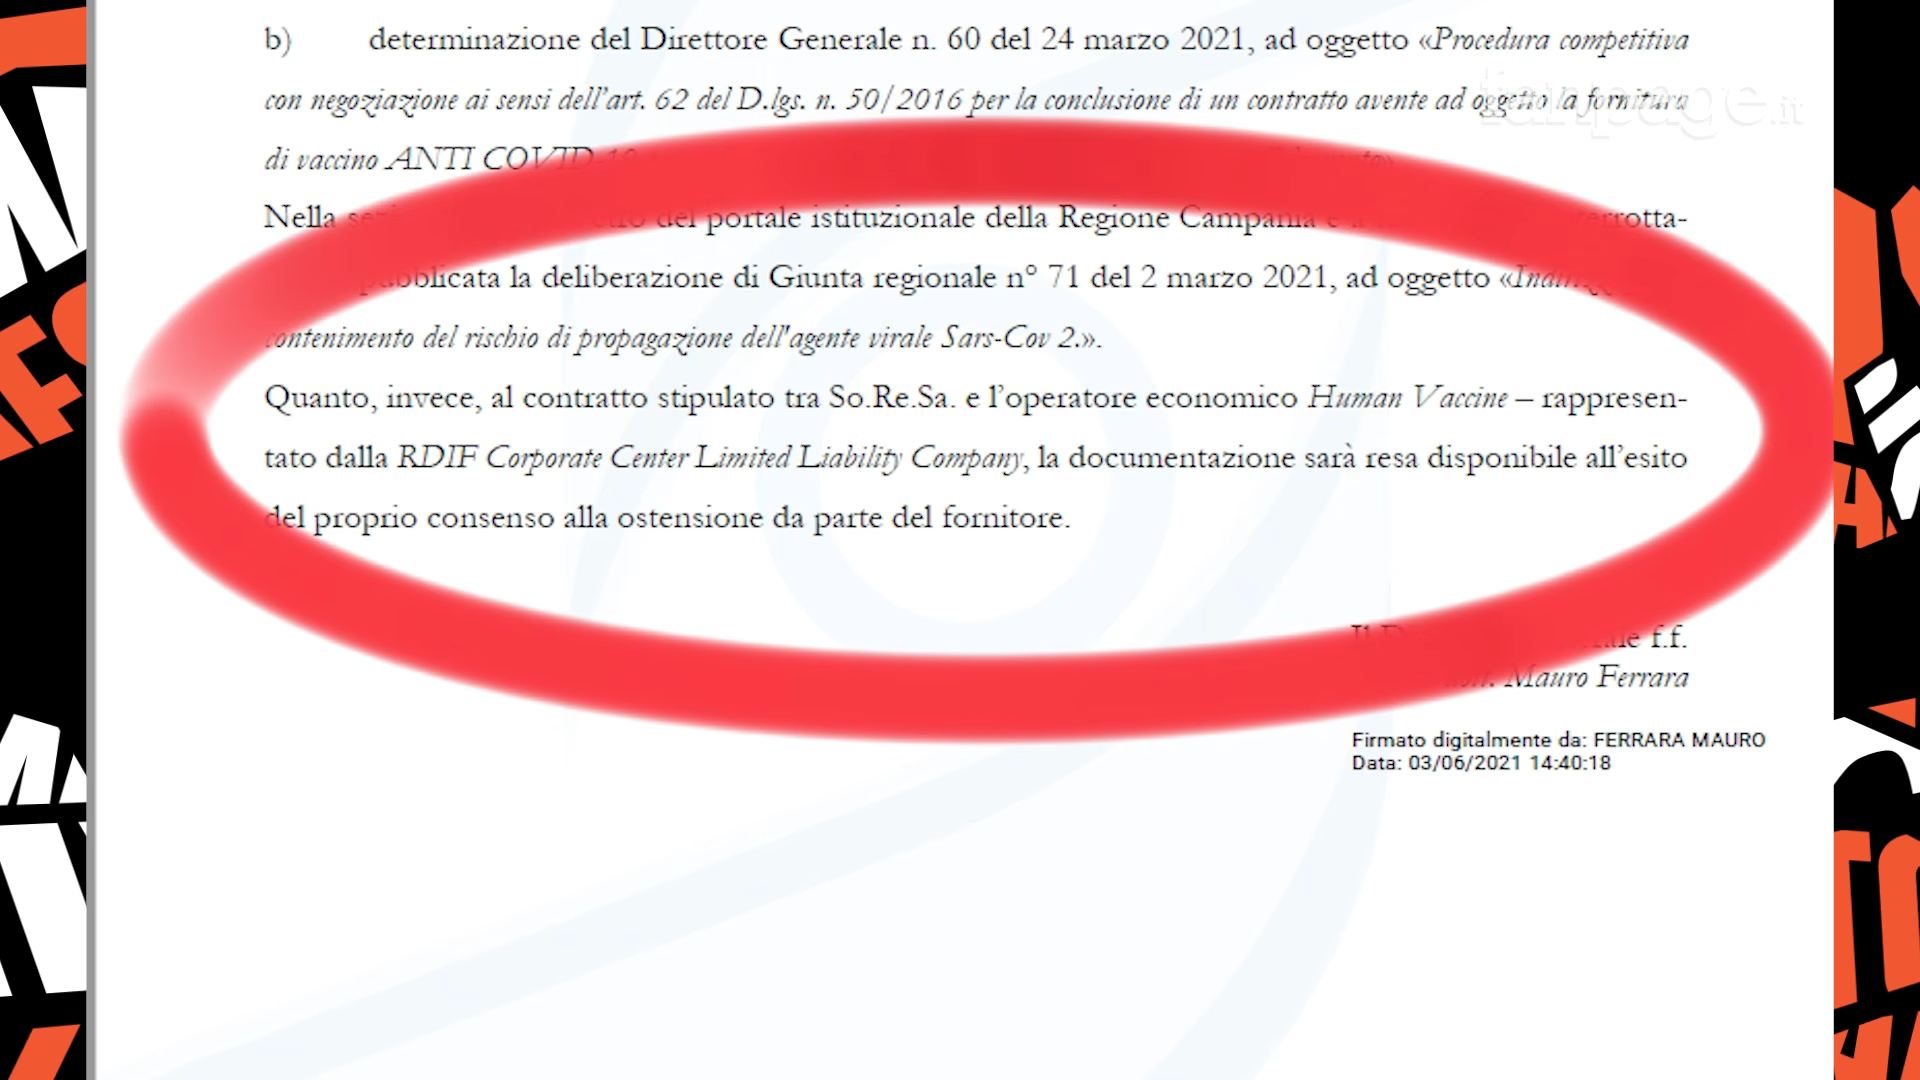 b) determinazione del Direttore Generale n. 60 del 24 marzo 2021, ad oggetto «Procedura competitiva
con negoziazione ai sensi dell'art. 62 del D.lgs. n. 50/2016 per la conclusione di un contratto avente ad oggetto la fornitura
fanpage.it
di vaccino ANTI COVID-19
Nella del portale istituzionale della Regione Campania è
pubblicata la deliberazione di Giunta regionale n° 71 del 2 marzo 2021, ad oggetto
contenimento del rischio di propagazione dell'agente virale Sars-Cov 2.».
Quanto, invece, al contratto stipulato tra So.Re.Sa. e l'operatore economico Human Vaccine – rappresen-
tato dalla RDIF Corporate Center Limited Liability Company, la documentazione sarà resa disponibile all'esito
del proprio consenso alla ostensione da parte del fornitore.
f.f.
Mauro Ferrara
Firmato digitalmente da: FERRARA MAURO
Data: 03/06/2021 14:40:18